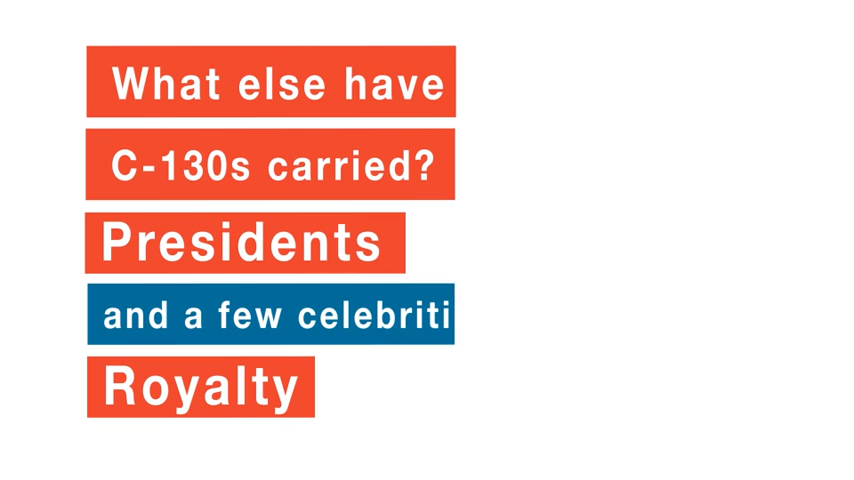 What else have
C-130s carried?
Presidents
and a few celebriti
Royalty